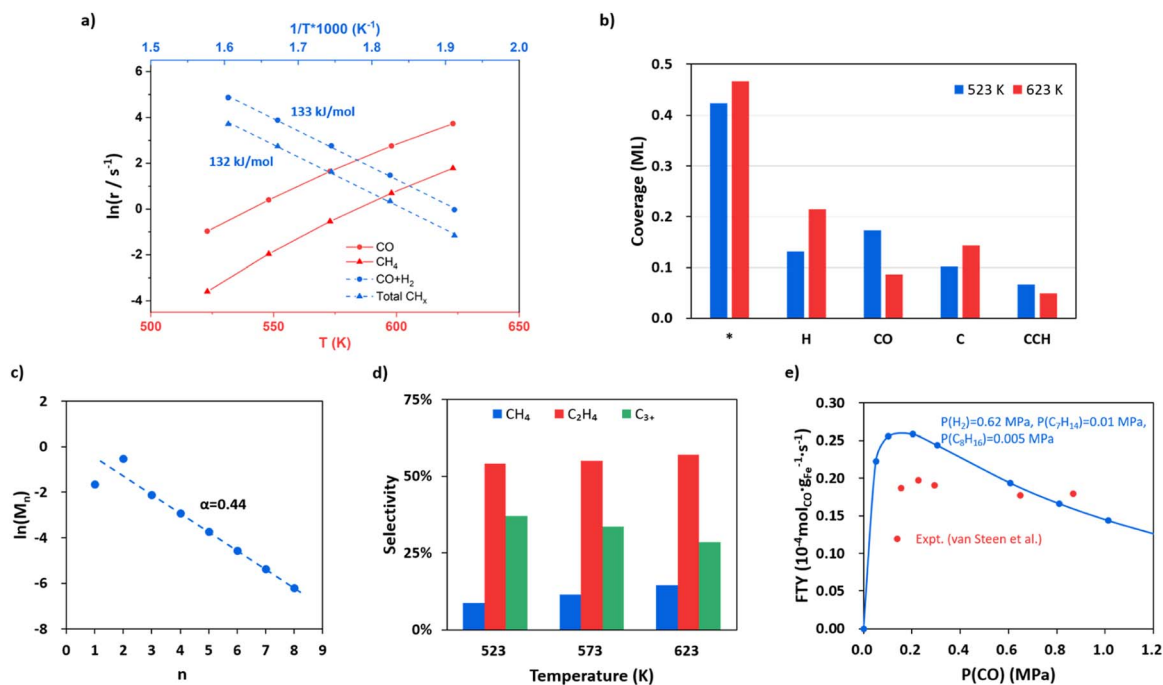 a)
1/T*1000 (K⁻¹)
1.5 1.6 1.7 1.8 1.9 2.0
ln(r / s⁻¹)
6
4
2
0
-2
-4
133 kJ/mol
132 kJ/mol
CO
CH₄
CO+H₂
Total CHₓ
500 550 600 650
T (K)
b)
Coverage (ML)
0.5
0.4
0.3
0.2
0.1
0.0
523 K 623 K
* H CO C CCH
c)
ln(Mₙ)
2
0
-2
-4
-6
-8
α=0.44
0 1 2 3 4 5 6 7 8 9
n
d)
Selectivity
75%
50%
25%
0%
CH₄ C₂H₄ C₃₊
523 573 623
Temperature (K)
e)
FTY (10⁻⁴mol_CO·g_Fe⁻¹·s⁻¹)
0.30
0.25
0.20
0.15
0.10
0.05
0.00
P(H₂)=0.62 MPa, P(C₇H₁₄)=0.01 MPa,
P(C₈H₁₆)=0.005 MPa
Expt. (van Steen et al.)
0.0 0.2 0.4 0.6 0.8 1.0 1.2
P(CO) (MPa)